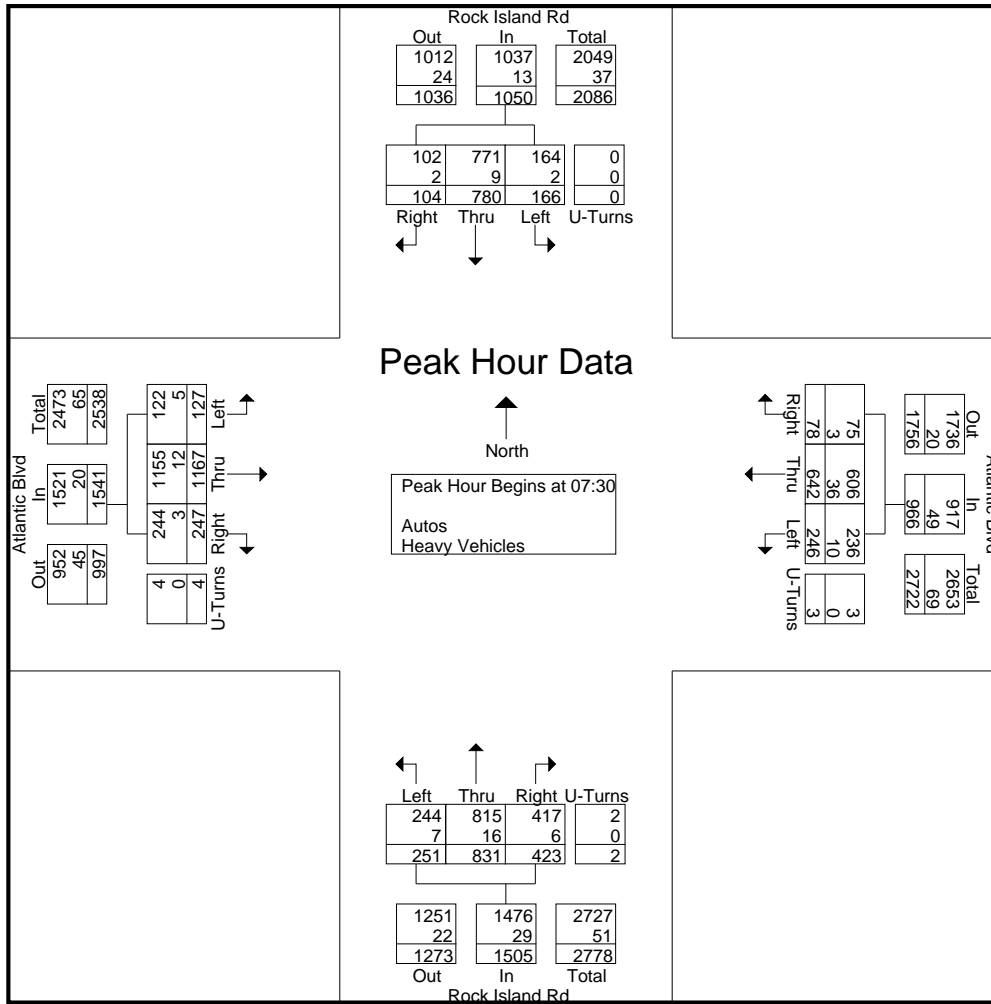 Rock Island Rd
Out In Total
1012 1037 2049
24 13 37
1036 1050 2086
102 771 164 0
2 9 2 0
104 780 166 0
Right Thru Left U-Turns
Peak Hour Data
North
Peak Hour Begins at 07:30
Autos
Heavy Vehicles
Atlantic Blvd
Out In Total
952 1521 2473
45 20 65
997 1541 2538
U-Turns Right Thru Left
4 244 1155 122
0 3 12 5
4 247 1167 127
Atlantic Blvd
Out In Total
1736 917 2653
20 49 69
1756 966 2722
75 606 236 3
3 36 10 0
78 642 246 3
Right Thru Left U-Turns
Left Thru Right U-Turns
244 815 417 2
7 16 6 0
251 831 423 2
1251 1476 2727
22 29 51
1273 1505 2778
Out In Total
Rock Island Rd